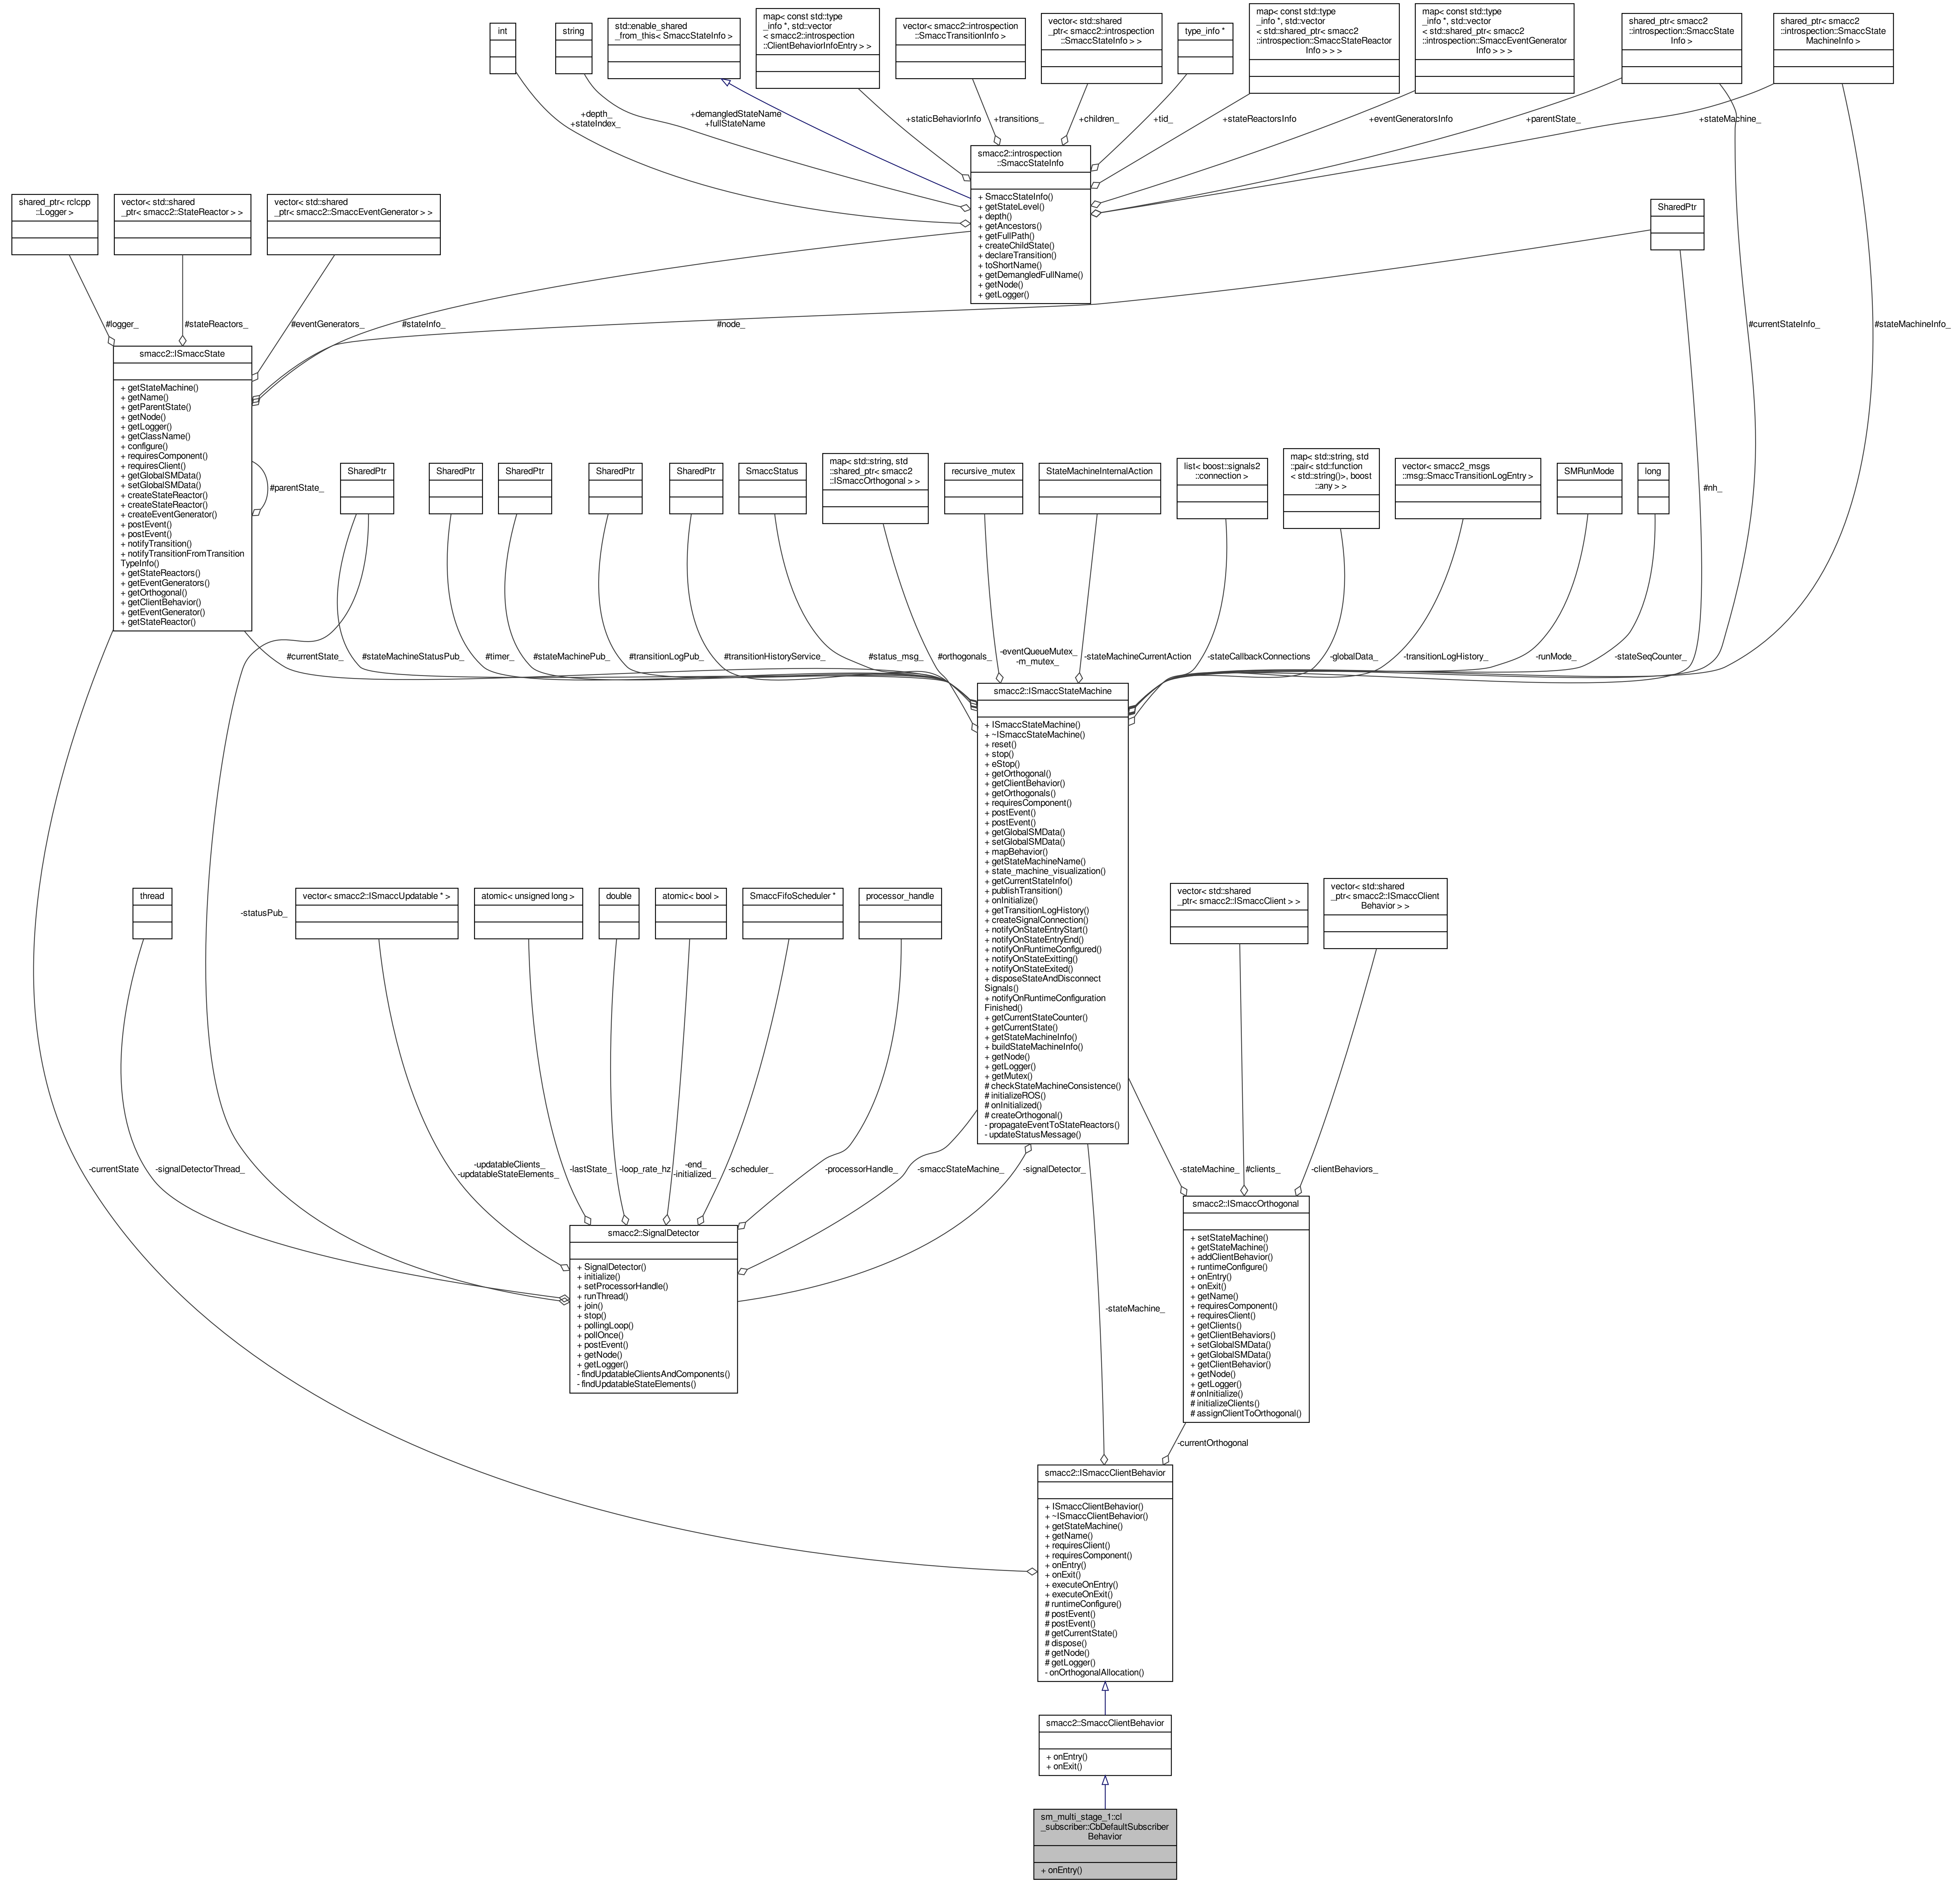 int
string
std::enable_shared
_from_this< SmaccStateInfo >
map< const std::type
_info *, std::vector
< smacc2::introspection
::ClientBehaviorInfoEntry > >
vector< smacc2::introspection
::SmaccTransitionInfo >
vector< std::shared
_ptr< smacc2::introspection
::SmaccStateInfo > >
type_info *
map< const std::type
_info *, std::vector
< std::shared_ptr< smacc2
::introspection::SmaccStateReactor
Info > > >
map< const std::type
_info *, std::vector
< std::shared_ptr< smacc2
::introspection::SmaccEventGenerator
Info > > >
shared_ptr< smacc2
::introspection::SmaccState
Info >
shared_ptr< smacc2
::introspection::SmaccState
MachineInfo >
+depth_
+stateIndex_
+demangledStateName
+fullStateName
+staticBehaviorInfo
+transitions_
+children_
+tid_
+stateReactorsInfo
+eventGeneratorsInfo
+parentState_
+stateMachine_
smacc2::introspection
::SmaccStateInfo
+ SmaccStateInfo()
+ getStateLevel()
+ depth()
+ getAncestors()
+ getFullPath()
+ createChildState()
+ declareTransition()
+ toShortName()
+ getDemangledFullName()
+ getNode()
+ getLogger()
shared_ptr< rclcpp
::Logger >
vector< std::shared
_ptr< smacc2::StateReactor > >
vector< std::shared
_ptr< smacc2::SmaccEventGenerator > >
SharedPtr
#logger_
#stateReactors_
#eventGenerators_
#stateInfo_
#node_
#currentStateInfo_
#stateMachineInfo_
smacc2::ISmaccState
+ getStateMachine()
+ getName()
+ getParentState()
+ getNode()
+ getLogger()
+ getClassName()
+ configure()
+ requiresComponent()
+ requiresClient()
+ getGlobalSMData()
+ setGlobalSMData()
+ createStateReactor()
+ createStateReactor()
+ createEventGenerator()
+ postEvent()
+ postEvent()
+ notifyTransition()
+ notifyTransitionFromTransition
TypeInfo()
+ getStateReactors()
+ getEventGenerators()
+ getOrthogonal()
+ getClientBehavior()
+ getEventGenerator()
+ getStateReactor()
#parentState_
SharedPtr
SharedPtr
SharedPtr
SharedPtr
SharedPtr
SmaccStatus
map< std::string, std
::shared_ptr< smacc2
::ISmaccOrthogonal > >
recursive_mutex
StateMachineInternalAction
list< boost::signals2
::connection >
map< std::string, std
::pair< std::function
< std::string()>, boost
::any > >
vector< smacc2_msgs
::msg::SmaccTransitionLogEntry >
SMRunMode
long
#nh_
#currentState_
#stateMachineStatusPub_
#timer_
#stateMachinePub_
#transitionLogPub_
#transitionHistoryService_
#status_msg_
#orthogonals_
-eventQueueMutex_
-m_mutex_
-stateMachineCurrentAction
-stateCallbackConnections
-globalData_
-transitionLogHistory_
-runMode_
-stateSeqCounter_
smacc2::ISmaccStateMachine
+ ISmaccStateMachine()
+ ~ISmaccStateMachine()
+ reset()
+ stop()
+ eStop()
+ getOrthogonal()
+ getClientBehavior()
+ getOrthogonals()
+ requiresComponent()
+ postEvent()
+ postEvent()
+ getGlobalSMData()
+ setGlobalSMData()
+ mapBehavior()
+ getStateMachineName()
+ state_machine_visualization()
+ getCurrentStateInfo()
+ publishTransition()
+ onInitialize()
+ getTransitionLogHistory()
+ createSignalConnection()
+ notifyOnStateEntryStart()
+ notifyOnStateEntryEnd()
+ notifyOnRuntimeConfigured()
+ notifyOnStateExitting()
+ notifyOnStateExited()
+ disposeStateAndDisconnect
Signals()
+ notifyOnRuntimeConfiguration
Finished()
+ getCurrentStateCounter()
+ getCurrentState()
+ getStateMachineInfo()
+ buildStateMachineInfo()
+ getNode()
+ getLogger()
+ getMutex()
# checkStateMachineConsistence()
# initializeROS()
# onInitialized()
# createOrthogonal()
- propagateEventToStateReactors()
- updateStatusMessage()
thread
-statusPub_
vector< smacc2::ISmaccUpdatable * >
atomic< unsigned long >
double
atomic< bool >
SmaccFifoScheduler *
processor_handle
vector< std::shared
_ptr< smacc2::ISmaccClient > >
vector< std::shared
_ptr< smacc2::ISmaccClient
Behavior > >
-currentState
-signalDetectorThread_
-updatableClients_
-updatableStateElements_
-lastState_
-loop_rate_hz
-end_
-initialized_
-scheduler_
-processorHandle_
-smaccStateMachine_
-signalDetector_
-stateMachine_
#clients_
-clientBehaviors_
smacc2::SignalDetector
+ SignalDetector()
+ initialize()
+ setProcessorHandle()
+ runThread()
+ join()
+ stop()
+ pollingLoop()
+ pollOnce()
+ postEvent()
+ getNode()
+ getLogger()
- findUpdatableClientsAndComponents()
- findUpdatableStateElements()
smacc2::ISmaccOrthogonal
+ setStateMachine()
+ getStateMachine()
+ addClientBehavior()
+ runtimeConfigure()
+ onEntry()
+ onExit()
+ getName()
+ requiresComponent()
+ requiresClient()
+ getClients()
+ getClientBehaviors()
+ setGlobalSMData()
+ getGlobalSMData()
+ getClientBehavior()
+ getNode()
+ getLogger()
# onInitialize()
# initializeClients()
# assignClientToOrthogonal()
-stateMachine_
-currentOrthogonal
smacc2::ISmaccClientBehavior
+ ISmaccClientBehavior()
+ ~ISmaccClientBehavior()
+ getStateMachine()
+ getName()
+ requiresClient()
+ requiresComponent()
+ onEntry()
+ onExit()
+ executeOnEntry()
+ executeOnExit()
# runtimeConfigure()
# postEvent()
# postEvent()
# getCurrentState()
# dispose()
# getNode()
# getLogger()
- onOrthogonalAllocation()
smacc2::SmaccClientBehavior
+ onEntry()
+ onExit()
sm_multi_stage_1::cl
_subscriber::CbDefaultSubscriber
Behavior
+ onEntry()